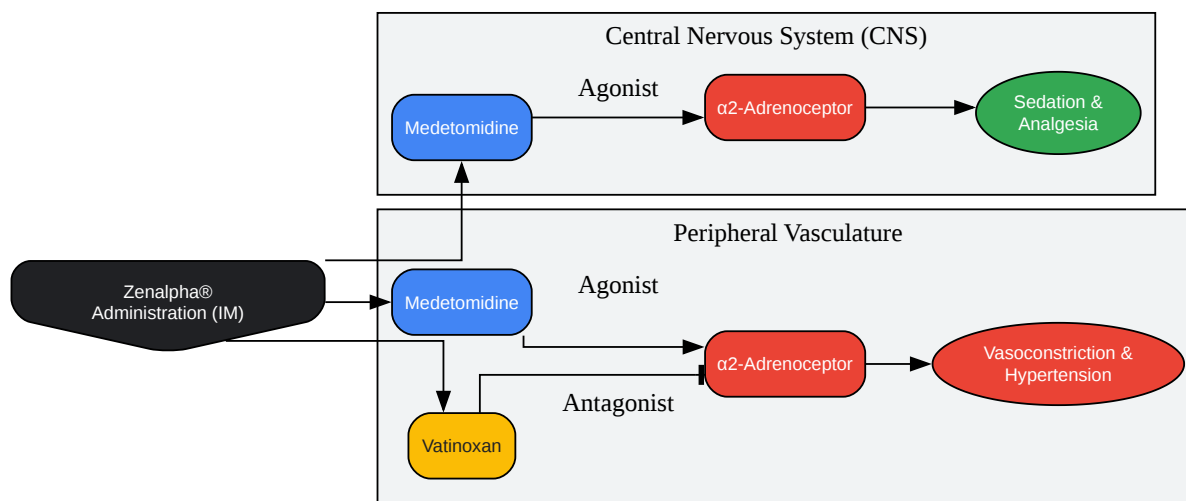 Central Nervous System (CNS)
Agonist
Medetomidine
α2-Adrenoceptor
Sedation &
Analgesia
Peripheral Vasculature
Zenalpha®
Administration (IM)
Medetomidine
Agonist
α2-Adrenoceptor
Vasoconstriction &
Hypertension
Antagonist
Vatinoxan